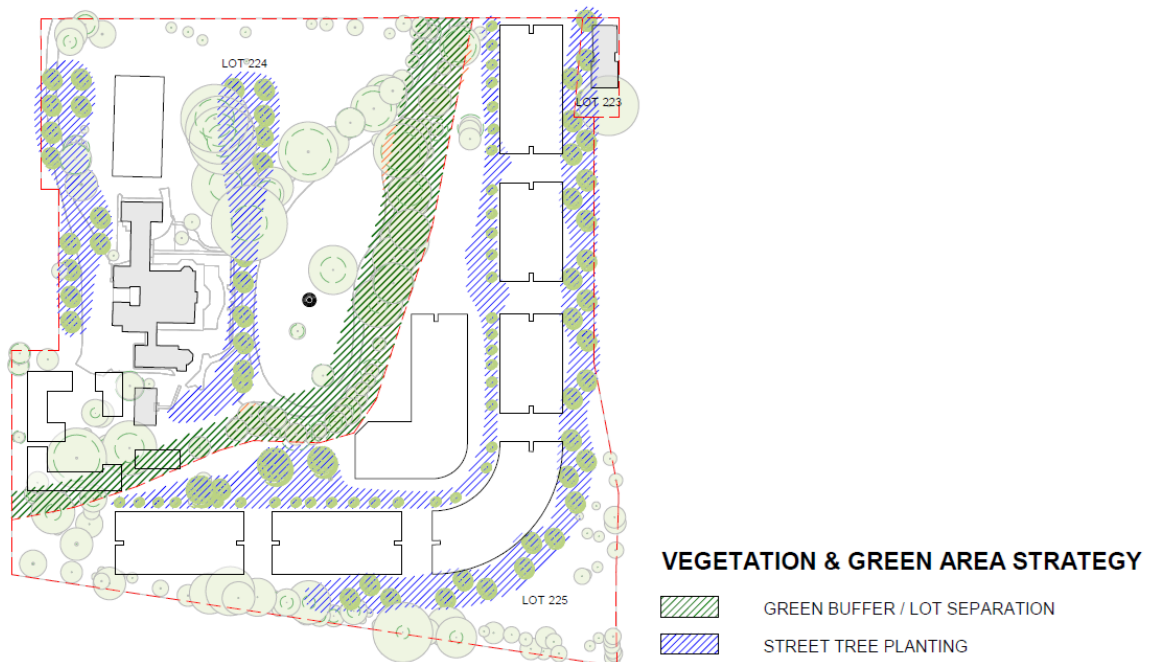 LOT 224
LOT 223
LOT 225
VEGETATION & GREEN AREA STRATEGY
GREEN BUFFER / LOT SEPARATION
STREET TREE PLANTING